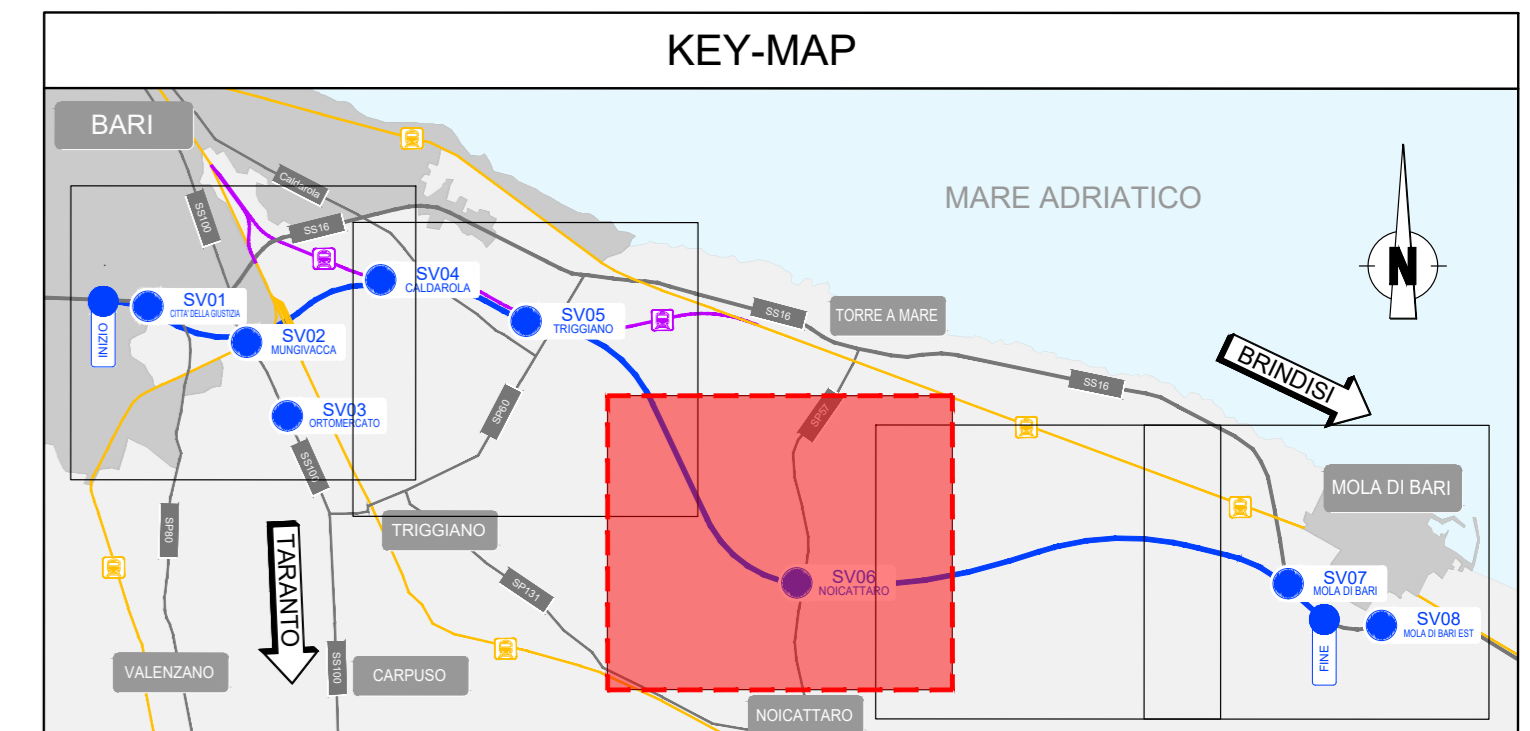 KEY-MAP
BARI
Caldarola
SS100
SS16
MARE ADRIATICO
N
SV04
CALDAROLA
SV01
CITTA' DELLA GIUSTIZIA
SV05
TRIGGIANO
SS16
TORRE A MARE
INIZIO
SV02
MUNGIVACCA
BRINDISI
SS16
SV03
ORTOMERCATO
SP60
SP57
SS100
MOLA DI BARI
SP80
TRIGGIANO
TARANTO
SP131
SV06
NOICATTARO
SV07
MOLA DI BARI
SV08
MOLA DI BARI EST
FINE
VALENZANO
SS100
CARPUSO
NOICATTARO